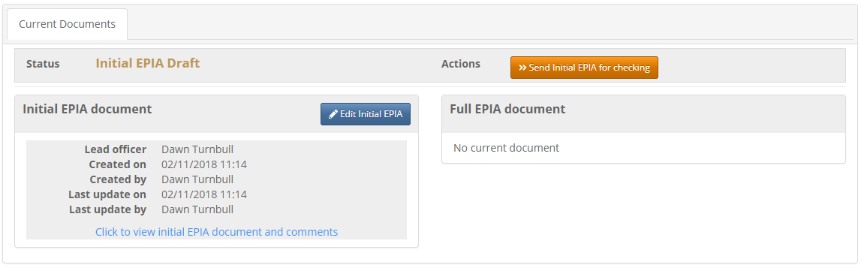 Current Documents
Status Initial EPIA Draft Actions » Send Initial EPIA for checking
Initial EPIA document Edit Initial EPIA
Lead officer Dawn Turnbull
Created on 02/11/2018 11:14
Created by Dawn Turnbull
Last update on 02/11/2018 11:14
Last update by Dawn Turnbull
Click to view initial EPIA document and comments
Full EPIA document
No current document